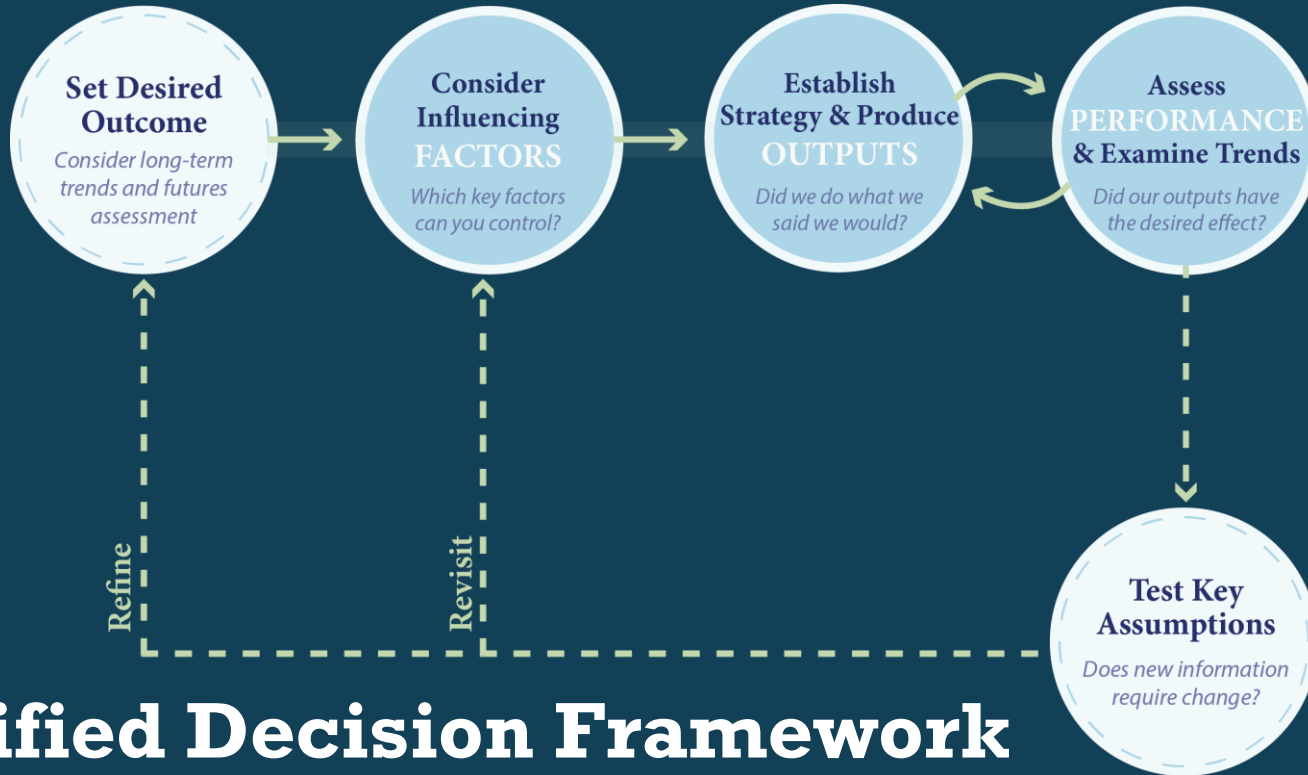 Set Desired
Outcome
Consider long-term
trends and futures
assessment
Consider
Influencing
FACTORS
Which key factors
can you control?
Establish
Strategy & Produce
OUTPUTS
Did we do what we
said we would?
Assess
PERFORMANCE
& Examine Trends
Did our outputs have
the desired effect?
Refine
Revisit
Test Key
Assumptions
Does new information
require change?
ified Decision Framework